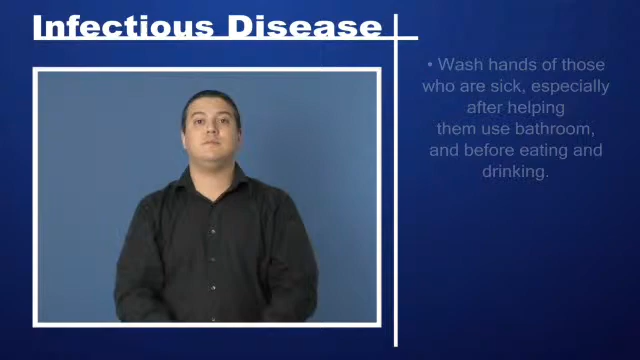 Infectious Disease
• Wash hands of those
who are sick, especially
after helping
them use bathroom,
and before eating and
drinking.